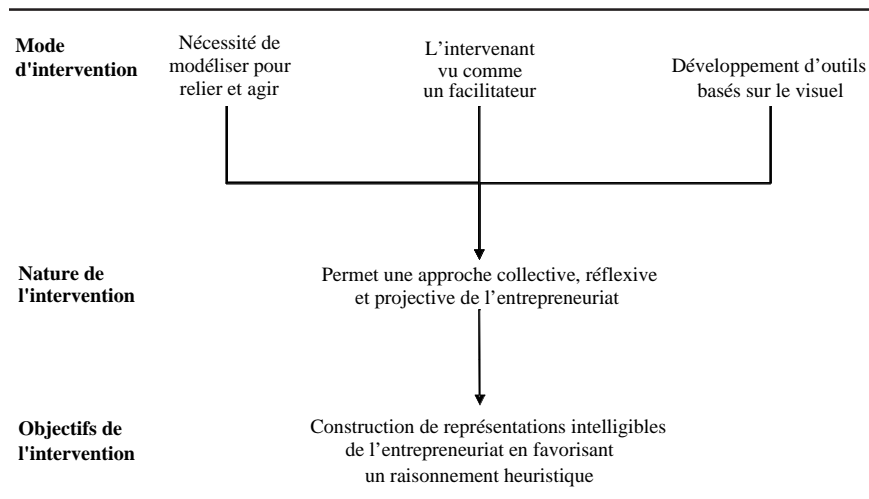 Mode
d'intervention
Nécessité de
modéliser pour
relier et agir
L’intervenant
vu comme
un facilitateur
Développement d’outils
basés sur le visuel
Nature de
l'intervention
Permet une approche collective, réflexive
et projective de l’entrepreneuriat
Objectifs de
l'intervention
Construction de représentations intelligibles
de l’entrepreneuriat en favorisant
un raisonnement heuristique